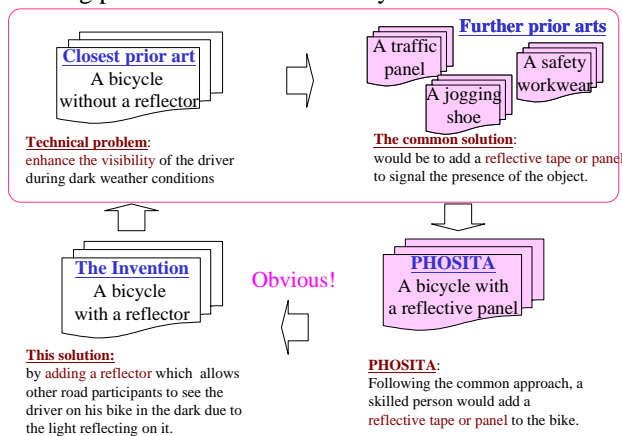 Closest prior art
A bicycle
without a reflector
Technical problem:
enhance the visibility of the driver
during dark weather conditions
Further prior arts
A traffic
panel
A jogging
shoe
A safety
workwear
The common solution:
would be to add a reflective tape or panel
to signal the presence of the object.
The Invention
A bicycle
with a reflector
This solution:
by adding a reflector which allows
other road participants to see the
driver on his bike in the dark due to
the light reflecting on it.
Obvious!
PHOSITA
A bicycle with
a reflective panel
PHOSITA:
Following the common approach, a
skilled person would add a
reflective tape or panel to the bike.